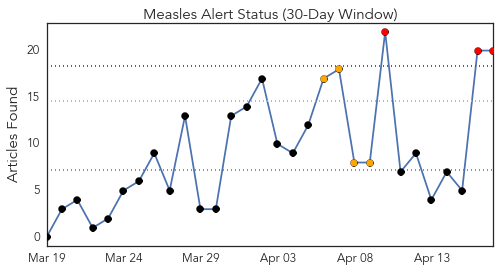 Measles Alert Status (30-Day Window)
Articles Found
20
15
10
5
0
Mar 19 Mar 24 Mar 29 Apr 03 Apr 08 Apr 13